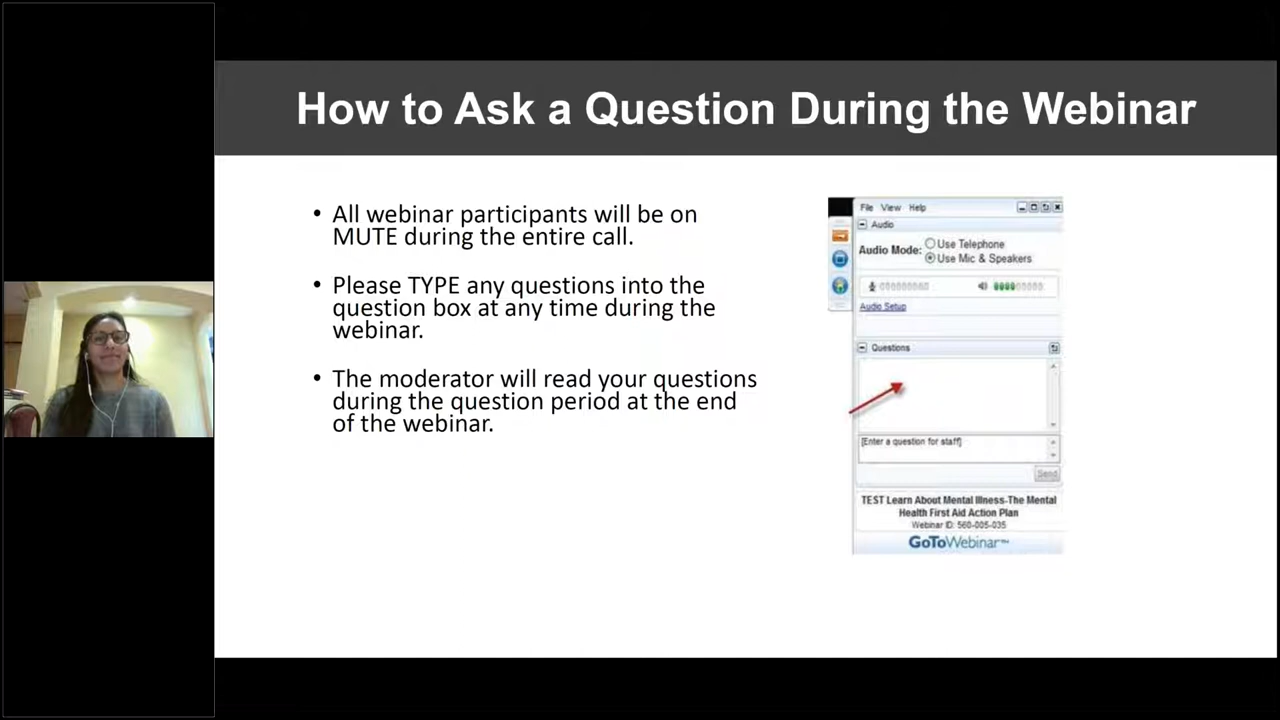 How to Ask a Question During the Webinar
• All webinar participants will be on
MUTE during the entire call.
• Please TYPE any questions into the
question box at any time during the
webinar.
• The moderator will read your questions
during the question period at the end
of the webinar.
File View Help
Audio
Audio Mode: Use Telephone
Use Mic & Speakers
Audio Setup
Questions
[Enter a question for staff]
Send
TEST Learn About Mental Illness-The Mental
Health First Aid Action Plan
Webinar ID: 560-005-035
GoToWebinar™